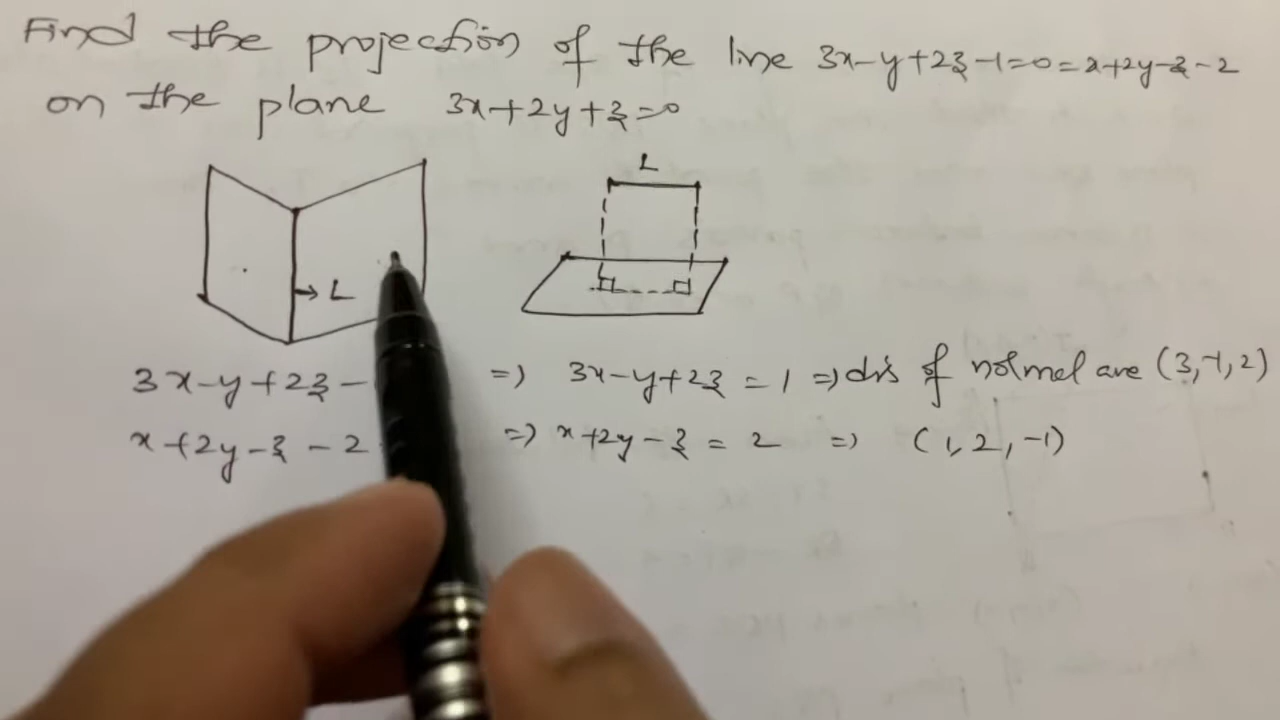 Find the projection of the line 3x-y+2z-1=0=x+2y-z-2
on the plane 3x+2y+z=0
L
→ L
3x-y+2z- => 3x-y+2z=1 => drs of normal are (3,-1,2)
x+2y-z-2 => x+2y-z=2 => (1,2,-1)